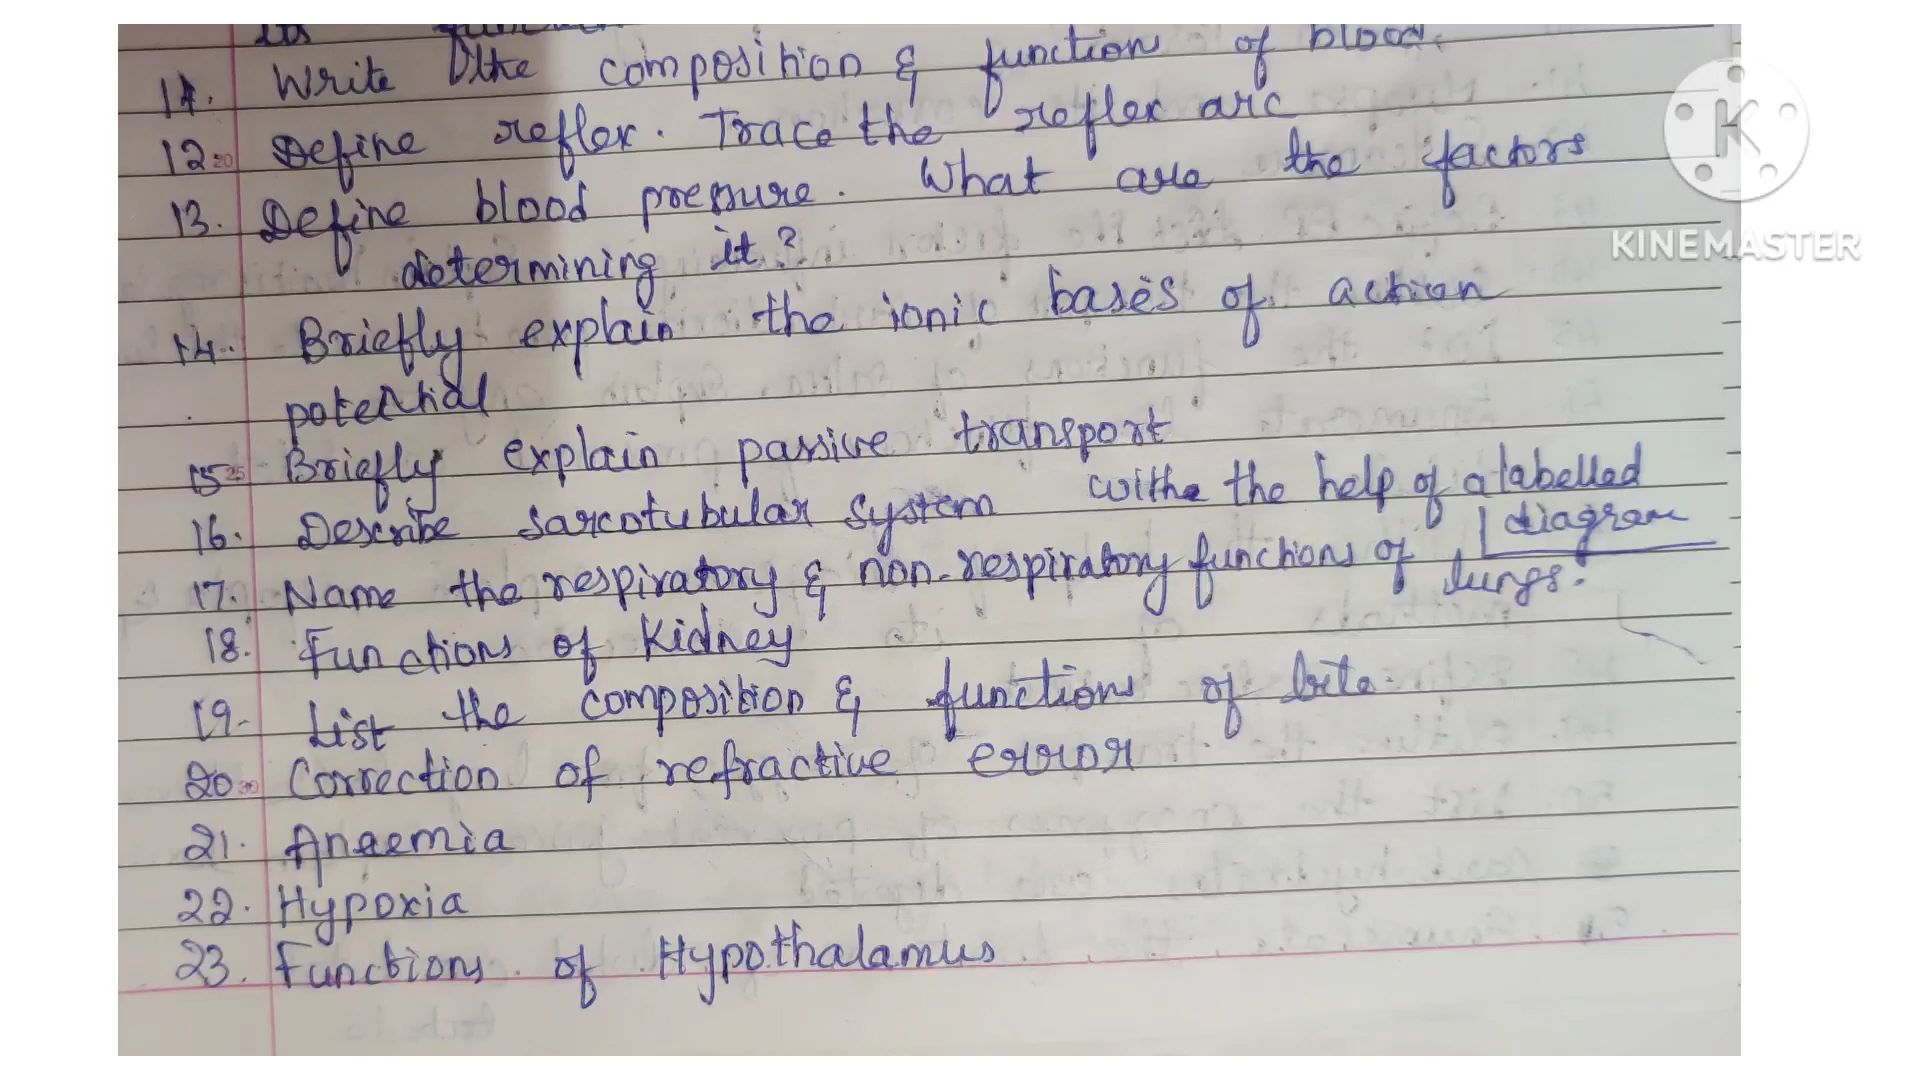 11. Write the composition & function of blood.
12. Define reflex. Trace the reflex arc
13. Define blood pressure. What are the factors
determining it?
14. Briefly explain the ionic bases of action
potential
15. Briefly explain passive transport
16. Describe sarcotubular system withe the help of a labelled
diagram
17. Name the respiratory & non-respiratory functions of lungs.
18. Functions of Kidney
19. List the composition & functions of bile.
20. Correction of refractive error
21. Anaemia
22. Hypoxia
23. Functions of Hypothalamus
K
KINEMASTER